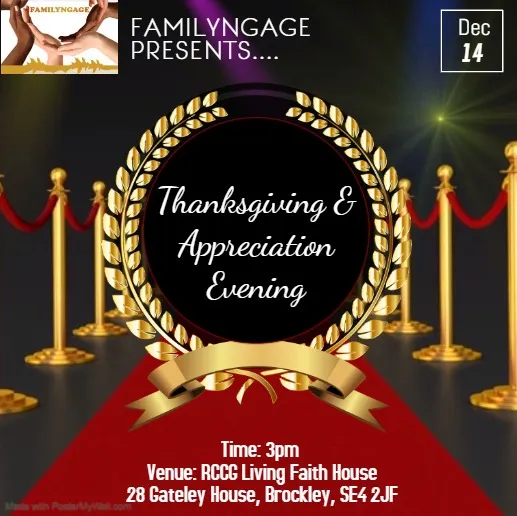 FAMILYNGAGE
FAMILYNGAGE
PRESENTS....
Dec
14
Thanksgiving &
Appreciation
Evening
Time: 3pm
Venue: RCCG Living Faith House
28 Gateley House, Brockley, SE4 2JF
Made with PosterMyWall.com